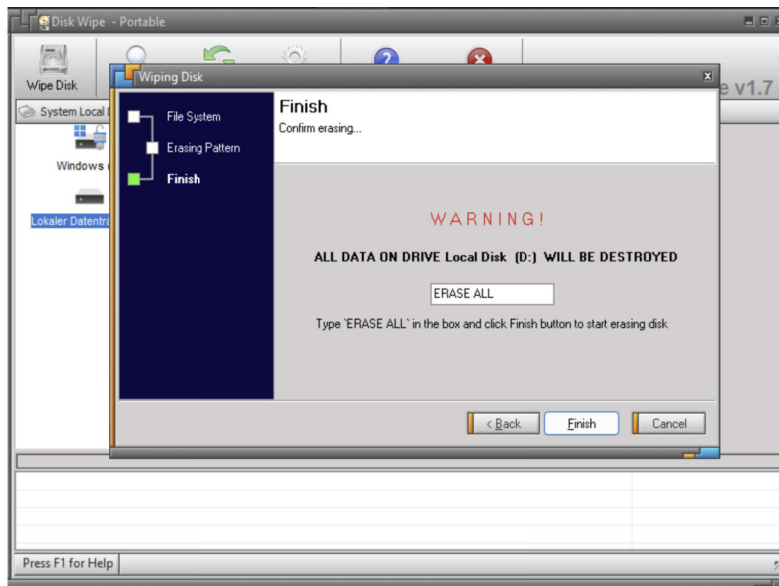 Disk Wipe - Portable
Wipe Disk
e v1.7
System Local
Windows
Lokaler Datentra
Wiping Disk
File System
Erasing Pattern
Finish
Finish
Confirm erasing...
WARNING!
ALL DATA ON DRIVE Local Disk (D:) WILL BE DESTROYED
ERASE ALL
Type `ERASE ALL` in the box and click Finish button to start erasing disk
< Back
Finish
Cancel
Press F1 for Help